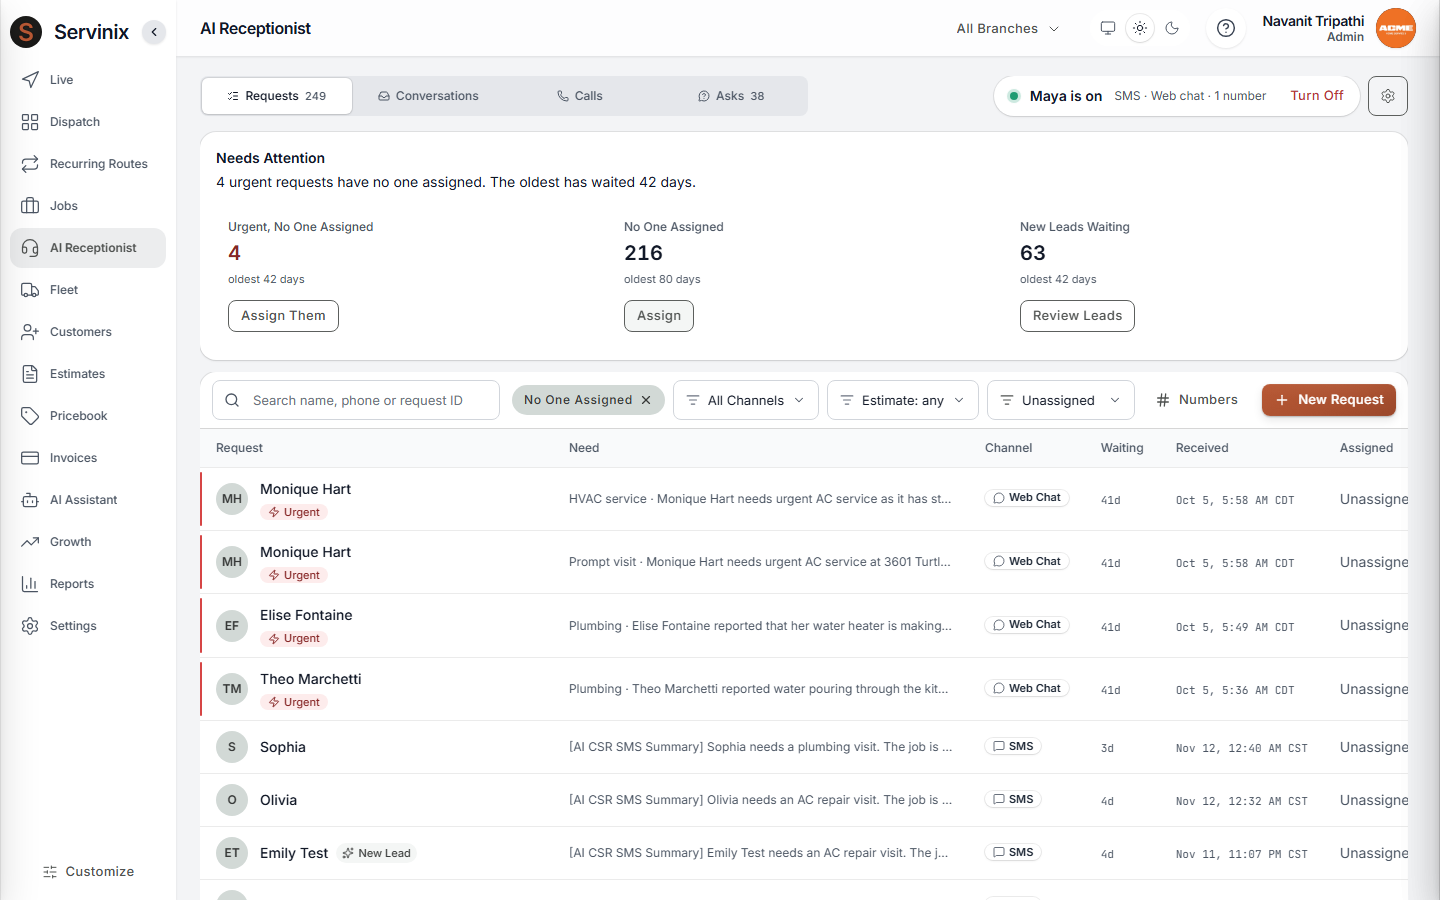 S Servinix
AI Receptionist
All Branches
Navanit Tripathi
Admin
ACME
Live
Dispatch
Recurring Routes
Jobs
AI Receptionist
Fleet
Customers
Estimates
Pricebook
Invoices
AI Assistant
Growth
Reports
Settings
Customize
Requests 249
Conversations
Calls
Asks 38
Maya is on SMS · Web chat · 1 number Turn Off
Needs Attention
4 urgent requests have no one assigned. The oldest has waited 42 days.
Urgent, No One Assigned
4
oldest 42 days
Assign Them
No One Assigned
216
oldest 80 days
Assign
New Leads Waiting
63
oldest 42 days
Review Leads
Search name, phone or request ID
No One Assigned
All Channels
Estimate: any
Unassigned
Numbers
New Request
Request Need Channel Waiting Received Assigned
MH Monique Hart HVAC service · Monique Hart needs urgent AC service as it has st... Web Chat 41d Oct 5, 5:58 AM CDT Unassigne
Urgent
MH Monique Hart Prompt visit · Monique Hart needs urgent AC service at 3601 Turtl... Web Chat 41d Oct 5, 5:58 AM CDT Unassigne
Urgent
EF Elise Fontaine Plumbing · Elise Fontaine reported that her water heater is making... Web Chat 41d Oct 5, 5:49 AM CDT Unassigne
Urgent
TM Theo Marchetti Plumbing · Theo Marchetti reported water pouring through the kit... Web Chat 41d Oct 5, 5:36 AM CDT Unassigne
Urgent
S Sophia [AI CSR SMS Summary] Sophia needs a plumbing visit. The job is ... SMS 3d Nov 12, 12:40 AM CST Unassigne
O Olivia [AI CSR SMS Summary] Olivia needs an AC repair visit. The job is ... SMS 4d Nov 12, 12:32 AM CST Unassigne
ET Emily Test New Lead [AI CSR SMS Summary] Emily Test needs an AC repair visit. The j... SMS 4d Nov 11, 11:07 PM CST Unassigne